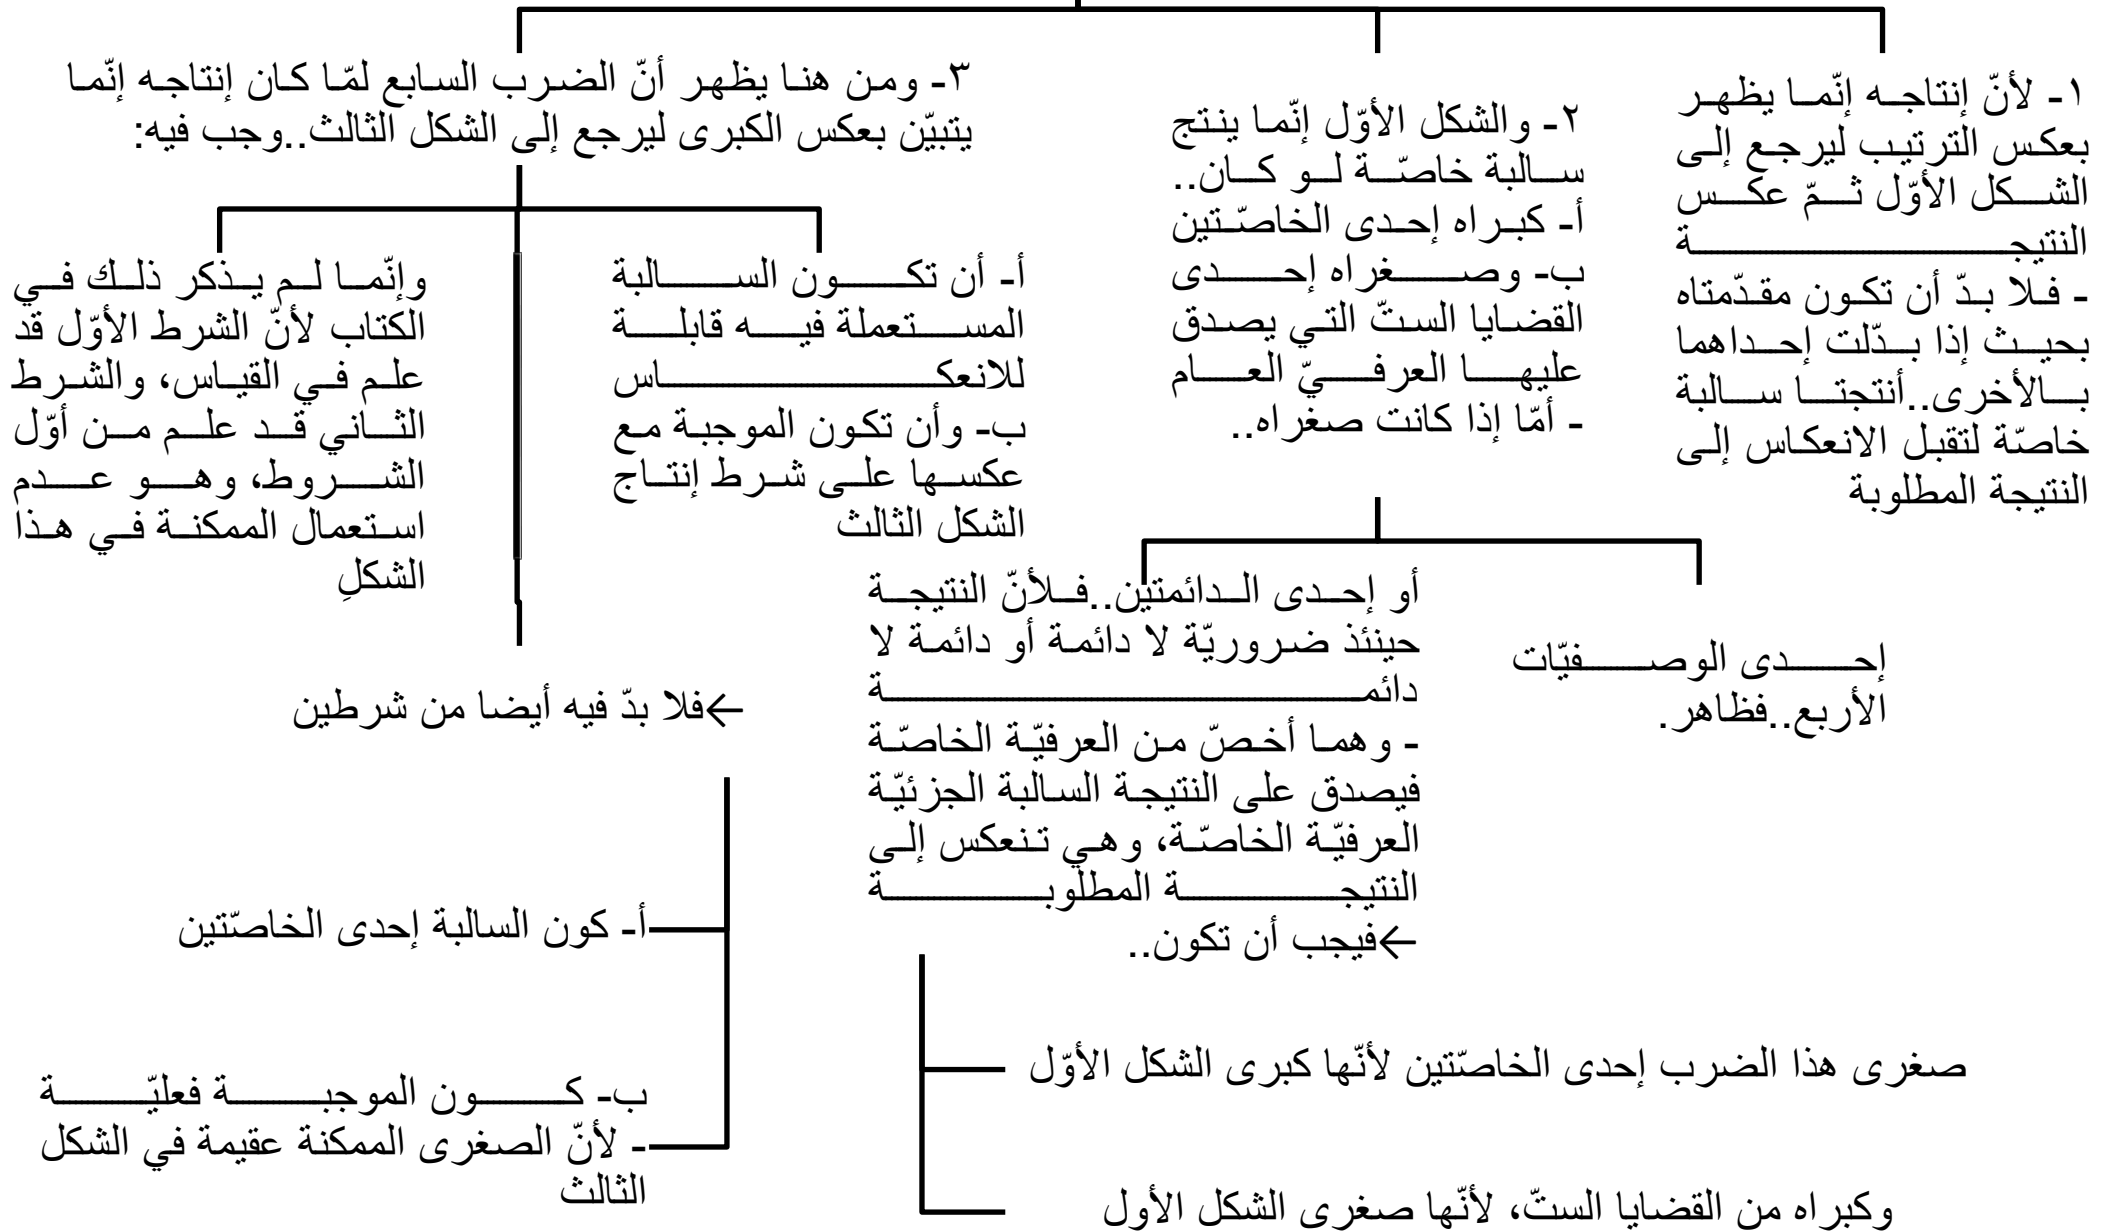 ١- لأنّ إنتاجه إنّما يظهر
بعكس الترتيب ليرجع إلى
الشكل الأوّل ثمّ عكس
النتيجة
- فلا بدّ أن تكون مقدّمتاه
بحيث إذا بدّلت إحداهما
بالأخرى..أنتجتا سالبة
خاصّة لتقبل الانعكاس إلى
النتيجة المطلوبة
٢- والشكل الأوّل إنّما ينتج
سالبة خاصّة لو كان..
أ- كبراه إحدى الخاصّتين
ب- وصغراه إحدى
القضايا الستّ التي يصدق
عليها العرفيّ العام
- أمّا إذا كانت صغراه..
إحدى الوصفيّات
الأربع..فظاهر.
أو إحدى الدائمتين..فلأنّ النتيجة
حينئذ ضروريّة لا دائمة أو دائمة لا
دائمة
- وهما أخصّ من العرفيّة الخاصّة
فيصدق على النتيجة السالبة الجزئيّة
العرفيّة الخاصّة، وهي تنعكس إلى
النتيجة المطلوبة
←فيجب أن تكون..
صغرى هذا الضرب إحدى الخاصّتين لأنّها كبرى الشكل الأوّل
وكبراه من القضايا الستّ، لأنّها صغرى الشكل الأول
٣- ومن هنا يظهر أنّ الضرب السابع لمّا كان إنتاجه إنّما
يتبيّن بعكس الكبرى ليرجع إلى الشكل الثالث..وجب فيه:
أ- أن تكون السالبة
المستعملة فيه قابلة
للانعكاس
ب- وأن تكون الموجبة مع
عكسها على شرط إنتاج
الشكل الثالث
وإنّما لم يذكر ذلك في
الكتاب لأنّ الشرط الأوّل قد
علم في القياس، والشرط
الثاني قد علم من أوّل
الشروط، وهو عدم
استعمال الممكنة في هذا
الشكلِ
←فلا بدّ فيه أيضا من شرطين
أ- كون السالبة إحدى الخاصّتين
ب- كون الموجبة فعليّة
- لأنّ الصغرى الممكنة عقيمة في الشكل
الثالث